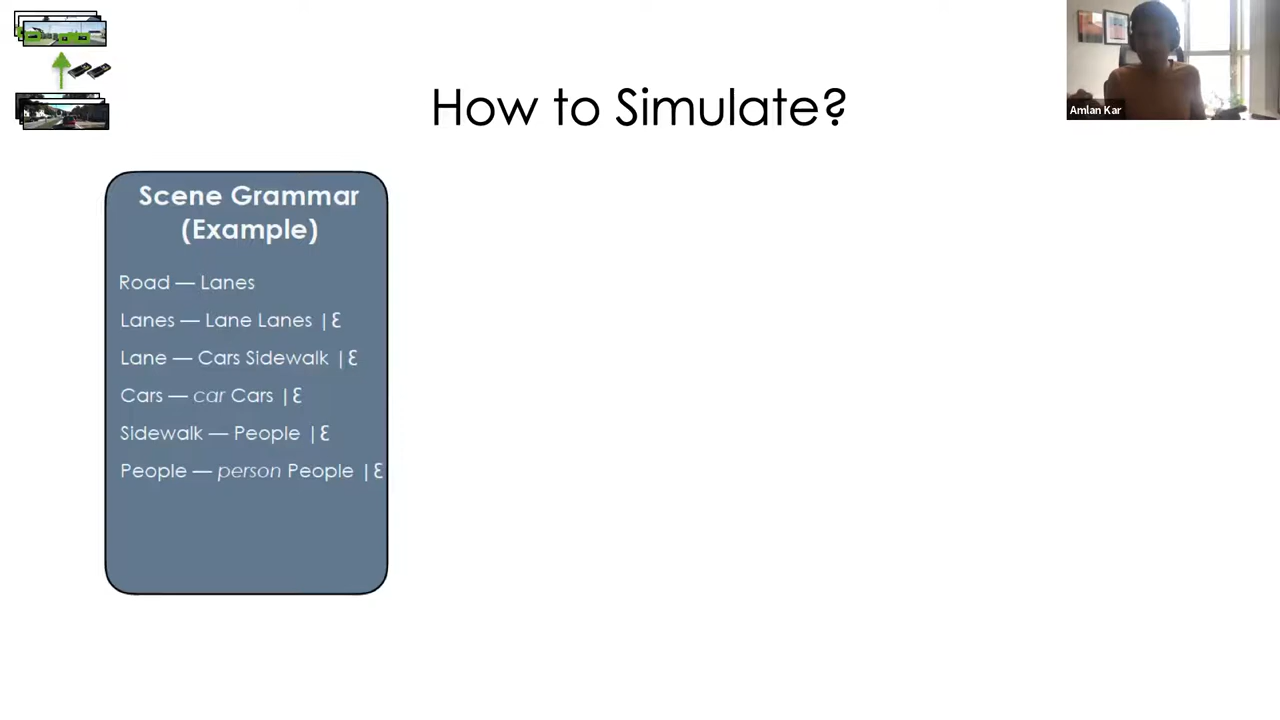 How to Simulate?
Amlan Kar
Scene Grammar
(Example)
Road — Lanes
Lanes — Lane Lanes |Ɛ
Lane — Cars Sidewalk |Ɛ
Cars — car Cars |Ɛ
Sidewalk — People |Ɛ
People — person People |Ɛ